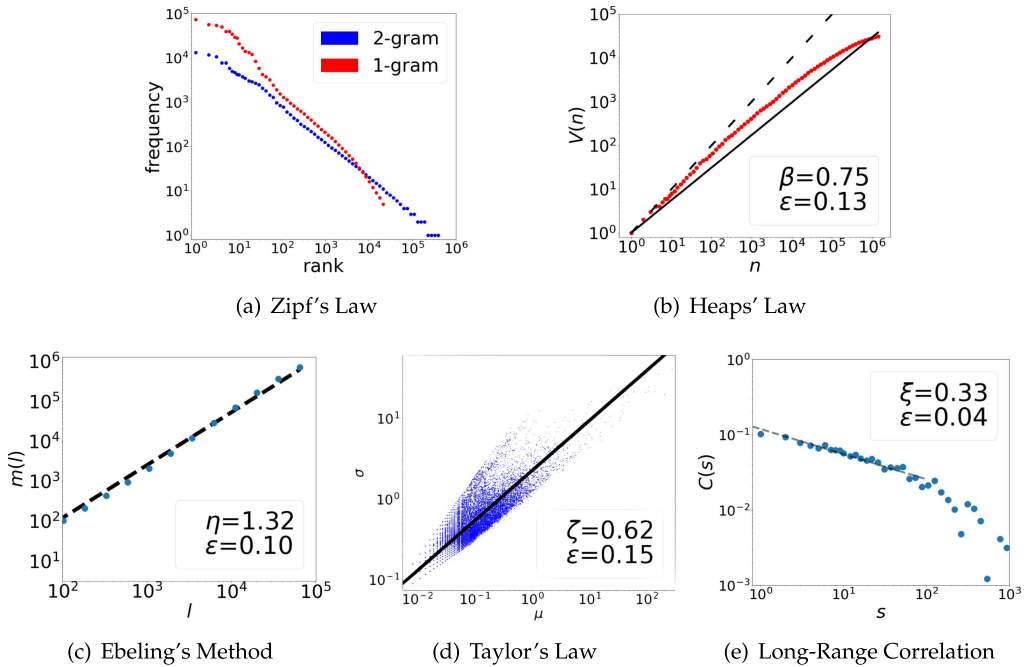 10^5
10^4
10^3
10^2
10^1
10^0
frequency
2-gram
1-gram
10^0 10^1 10^2 10^3 10^4 10^5 10^6
rank
(a) Zipf's Law
10^5
10^4
10^3
10^2
10^1
10^0
V(n)
β=0.75
ε=0.13
10^0 10^1 10^2 10^3 10^4 10^5 10^6
n
(b) Heaps' Law
10^6
10^5
10^4
10^3
10^2
10^1
m(l)
η=1.32
ε=0.10
10^2 10^3 10^4 10^5
l
(c) Ebeling's Method
10^1
10^0
10^-1
σ
ζ=0.62
ε=0.15
10^-2 10^-1 10^0 10^1 10^2
μ
(d) Taylor's Law
10^0
10^-1
10^-2
10^-3
C(s)
ξ=0.33
ε=0.04
10^0 10^1 10^2 10^3
s
(e) Long-Range Correlation